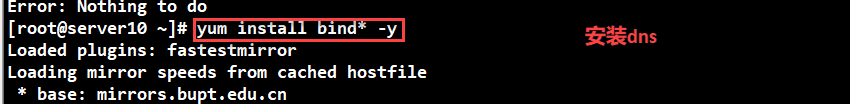 Error: Nothing to do
[root@server10 ~]# yum install bind* -y
安装dns
Loaded plugins: fastestmirror
Loading mirror speeds from cached hostfile
 * base: mirrors.bupt.edu.cn